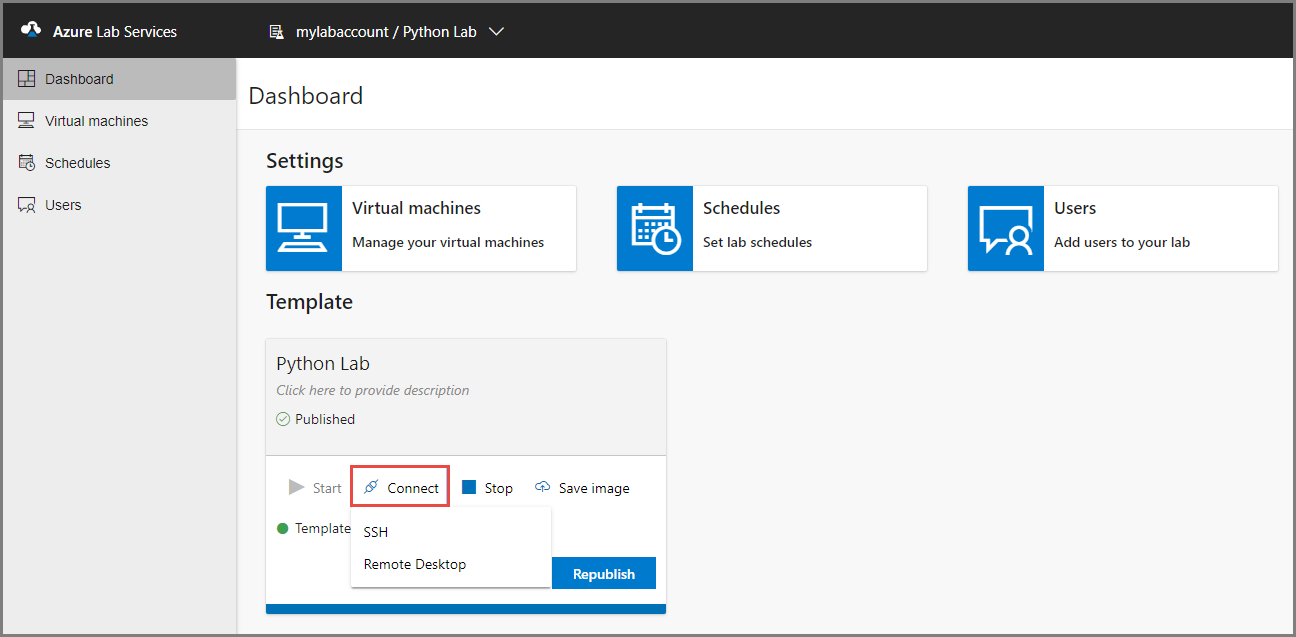 Azure Lab Services
mylabaccount / Python Lab
Dashboard
Virtual machines
Schedules
Users
Dashboard
Settings
Virtual machines
Manage your virtual machines
Schedules
Set lab schedules
Users
Add users to your lab
Template
Python Lab
Click here to provide description
Published
Start
Connect
Stop
Save image
Template
SSH
Remote Desktop
Republish